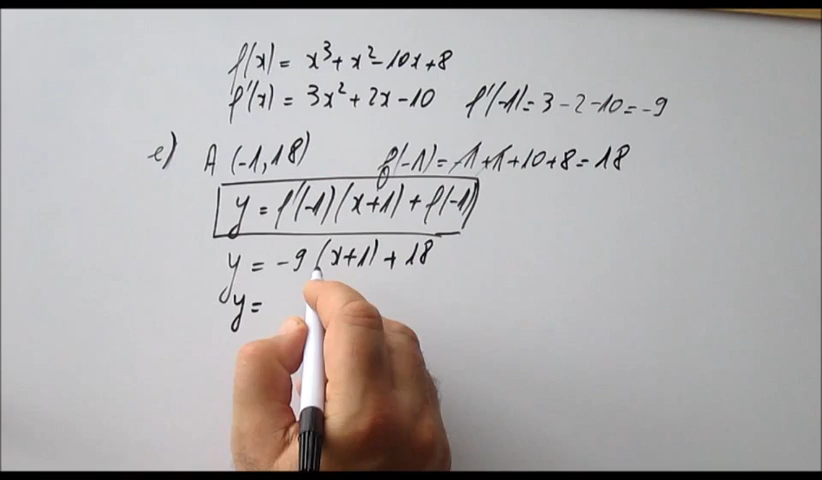 f(x) = x³ + x² - 10x + 8
f'(x) = 3x² + 2x - 10 f'(-1) = 3 - 2 - 10 = -9
e) A (-1, 18) f(-1) = -1 + 1 + 10 + 8 = 18
y = f'(-1) (x+1) + f(-1)
y = -9 (x+1) + 18
y =